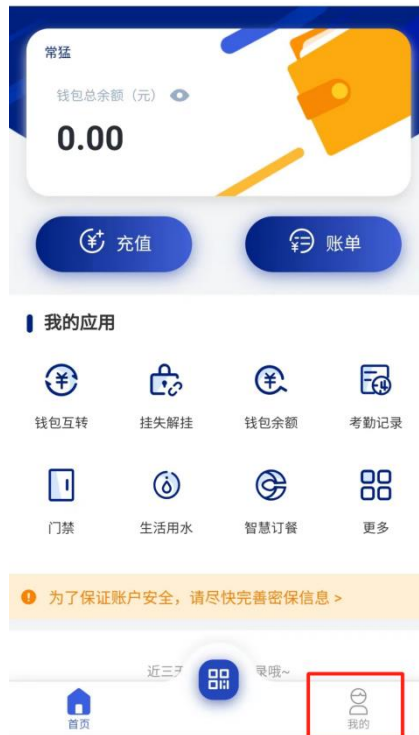 常猛
钱包总余额（元）
0.00
充值
账单
我的应用
钱包互转
挂失解挂
钱包余额
考勤记录
门禁
生活用水
智慧订餐
更多
为了保证账户安全，请尽快完善密保信息 >
近三 录哦~
首页
我的